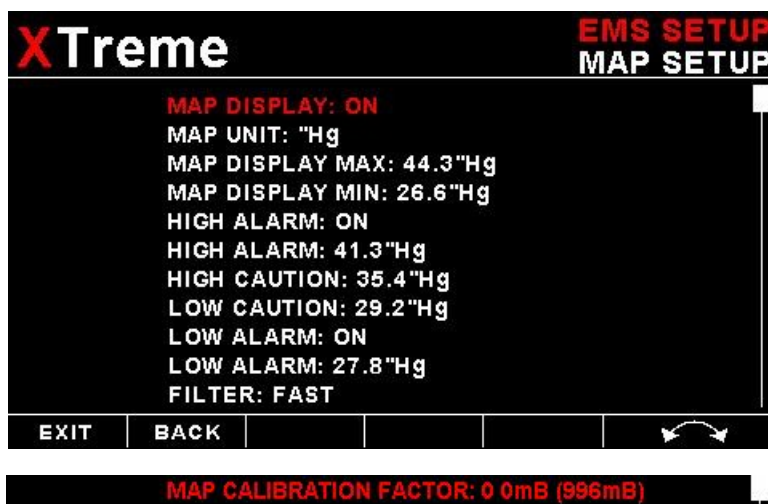 XTreme
EMS SETUP
MAP SETUP
MAP DISPLAY: ON
MAP UNIT: "Hg
MAP DISPLAY MAX: 44.3"Hg
MAP DISPLAY MIN: 26.6"Hg
HIGH ALARM: ON
HIGH ALARM: 41.3"Hg
HIGH CAUTION: 35.4"Hg
LOW CAUTION: 29.2"Hg
LOW ALARM: ON
LOW ALARM: 27.8"Hg
FILTER: FAST
EXIT BACK
MAP CALIBRATION FACTOR: 0 0mB (996mB)